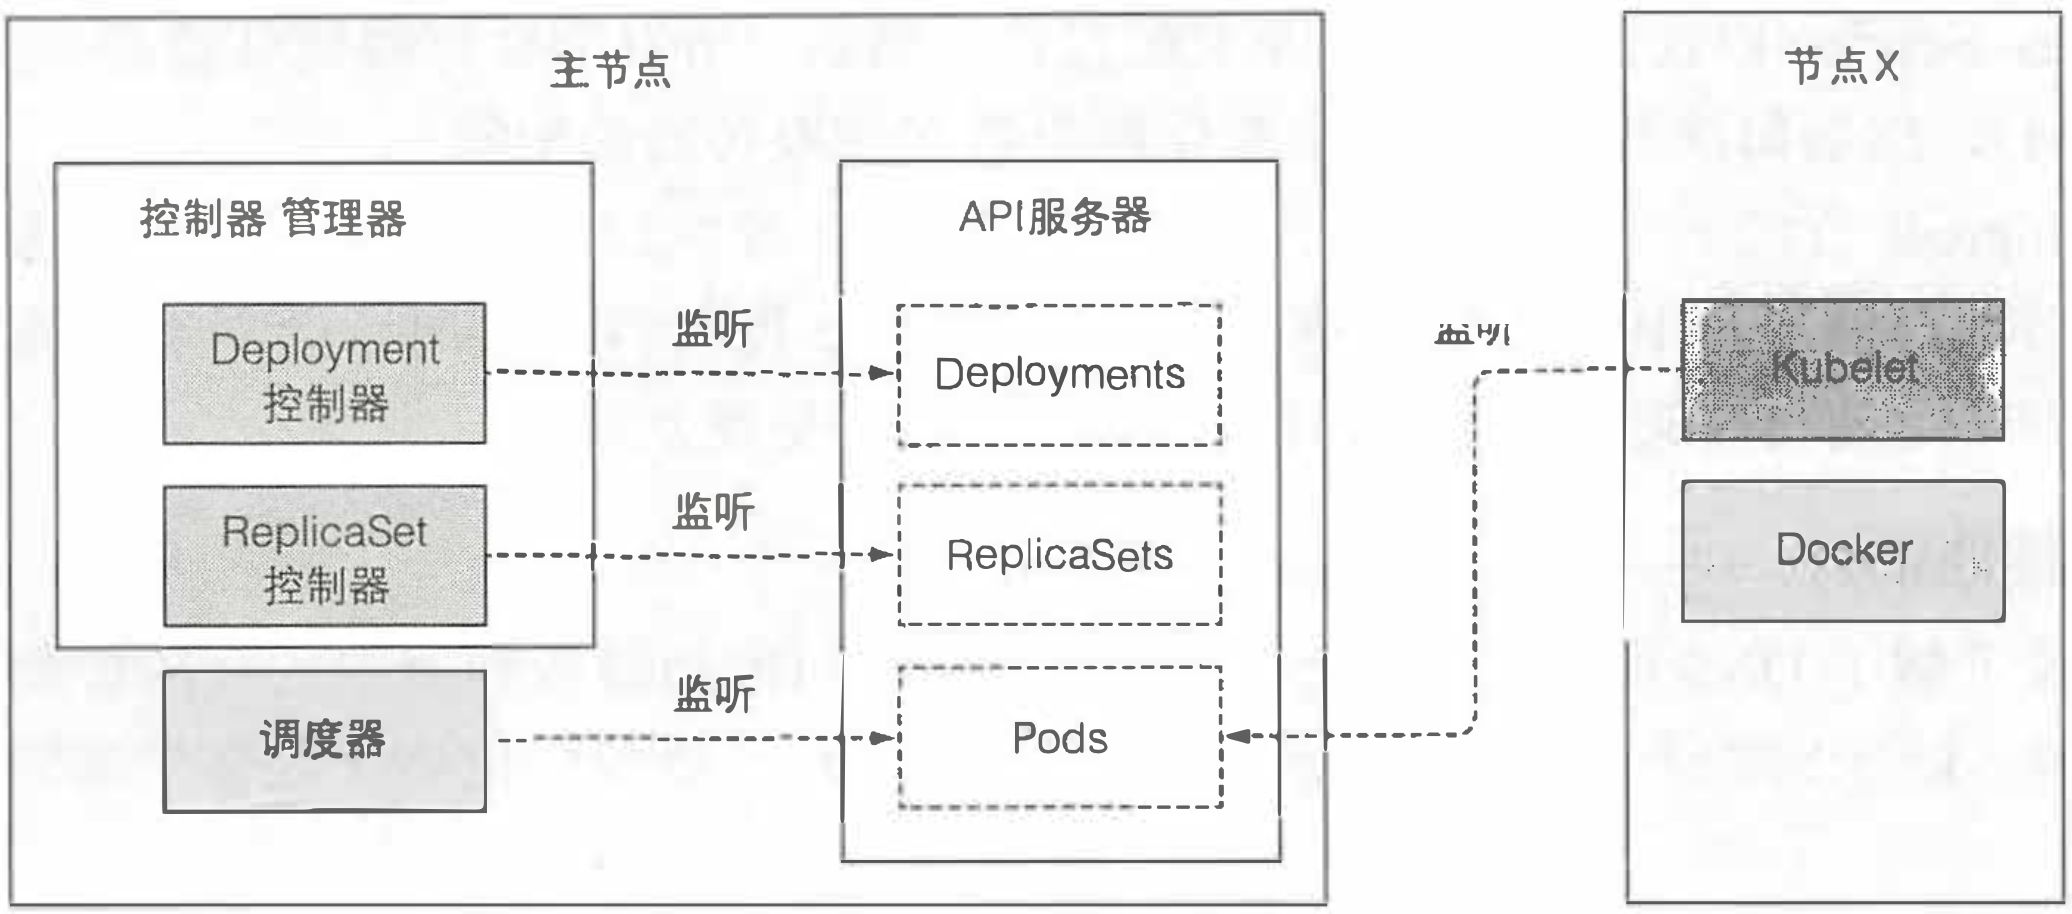 主节点
节点X
控制器 管理器
API服务器
Deployment
控制器
监听
Deployments
监听
Kubelet
ReplicaSet
控制器
监听
ReplicaSets
Docker
调度器
监听
Pods